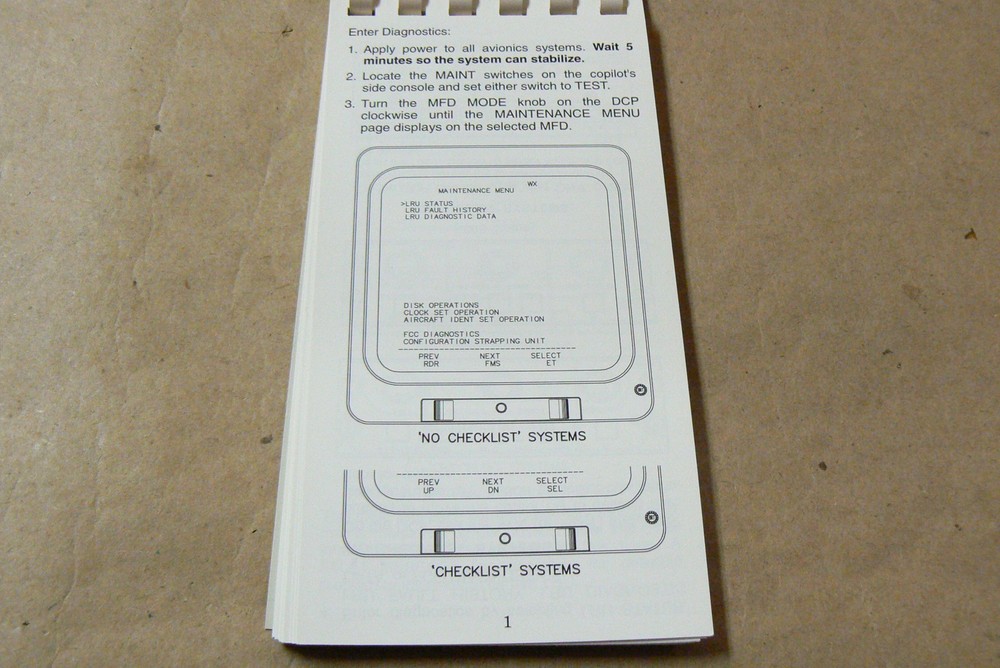 Enter Diagnostics:
1. Apply power to all avionics systems. Wait 5
minutes so the system can stabilize.
2. Locate the MAINT switches on the copilot's
side console and set either switch to TEST.
3. Turn the MFD MODE knob on the DCP
clockwise until the MAINTENANCE MENU
page displays on the selected MFD.
WX
MAINTENANCE MENU
>LRU STATUS
LRU FAULT HISTORY
LRU DIAGNOSTIC DATA
DISK OPERATIONS
CLOCK SET OPERATION
AIRCRAFT IDENT SET OPERATION
FCC DIAGNOSTICS
CONFIGURATION STRAPPING UNIT
PREV NEXT SELECT
RDR FMS ET
'NO CHECKLIST' SYSTEMS
PREV NEXT SELECT
UP DN SEL
'CHECKLIST' SYSTEMS
1